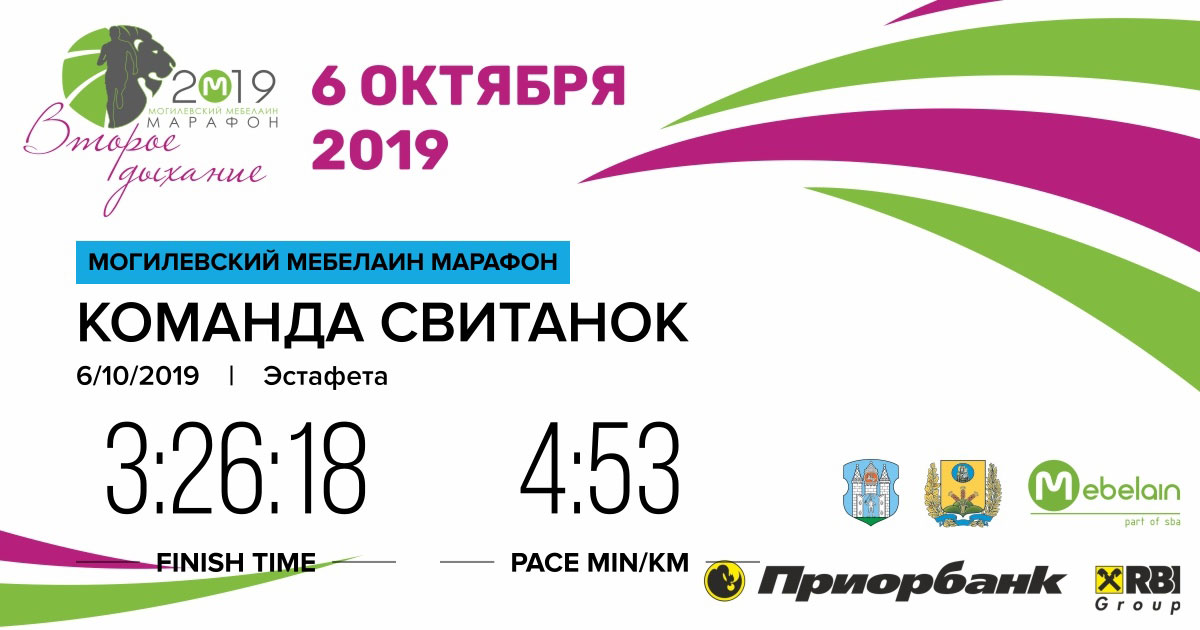 2019
МОГИЛЕВСКИЙ МЕБЕЛАИН
МАРАФОН
Второе
дыхание
6 ОКТЯБРЯ
2019
МОГИЛЕВСКИЙ МЕБЕЛАИН МАРАФОН
КОМАНДА СВИТАНОК
6/10/2019 | Эстафета
3:26:18
4:53
FINISH TIME
PACE MIN/KM
Mebelain
part of sba
Приорбанк
RBI
Group